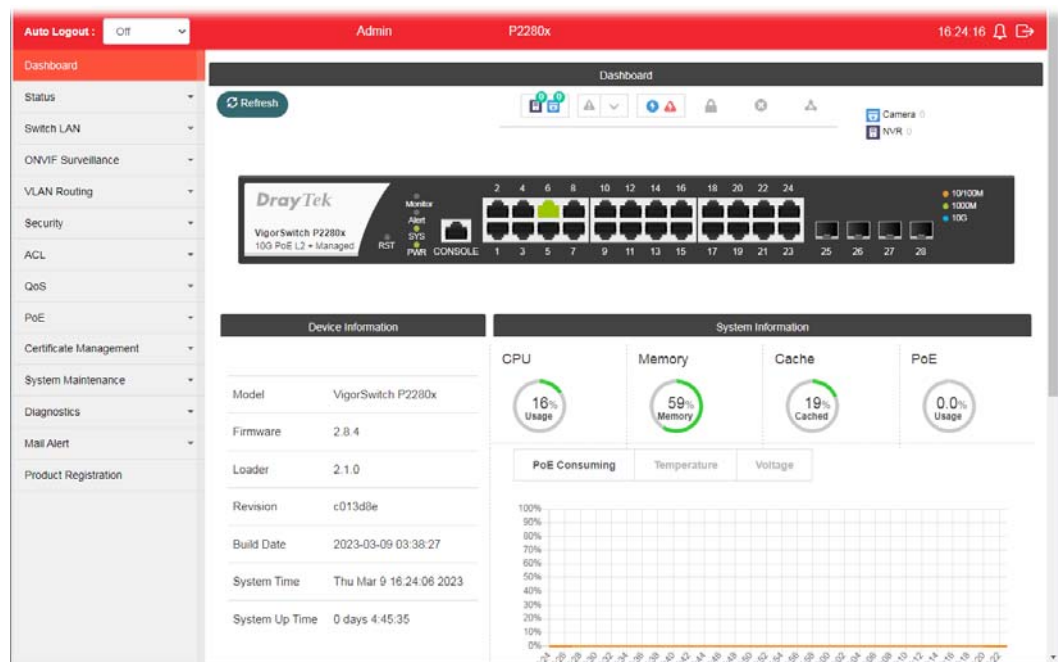 Auto Logout : Off Admin P2280x 16:24:16
Dashboard
Status
Switch LAN
ONVIF Surveillance
VLAN Routing
Security
ACL
QoS
PoE
Certificate Management
System Maintenance
Diagnostics
Mail Alert
Product Registration
Dashboard
Refresh
0 0
Camera 0
NVR 0
DrayTek
VigorSwitch P2280x
10G PoE L2 + Managed
RST
Monitor
Alert
SYS
PWR
CONSOLE
2 4 6 8 10 12 14 16 18 20 22 24
1 3 5 7 9 11 13 15 17 19 21 23 25 26 27 28
10/100M
1000M
10G
Device Information
Model VigorSwitch P2280x
Firmware 2.8.4
Loader 2.1.0
Revision c013d8e
Build Date 2023-03-09 03:38:27
System Time Thu Mar 9 16:24:06 2023
System Up Time 0 days 4:45:35
System Information
CPU Memory Cache PoE
16% 59% 19% 0.0%
Usage Memory Cached Usage
PoE Consuming Temperature Voltage
100%
90%
80%
70%
60%
50%
40%
30%
20%
10%
0%